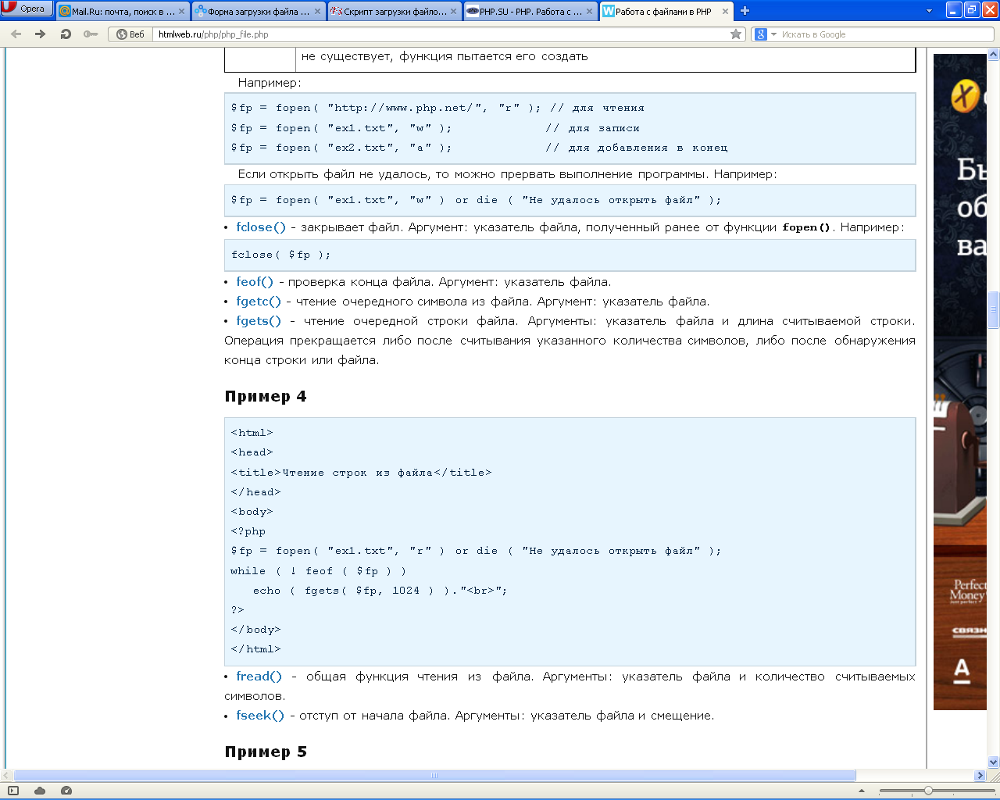 Opera
Mail.Ru: почта, поиск в ...
Форма загрузки файла ...
Скрипт загрузки файло...
PHP.SU - PHP. Работа с ...
Работа с файлами в PHP
Веб
htmlweb.ru/php/php_file.php
Искать в Google
не существует, функция пытается его создать
Например:
$fp = fopen( "http://www.php.net/", "r" ); // для чтения
$fp = fopen( "ex1.txt", "w" ); // для записи
$fp = fopen( "ex2.txt", "a" ); // для добавления в конец
Если открыть файл не удалось, то можно прервать выполнение программы. Например:
$fp = fopen( "ex1.txt", "w" ) or die ( "Не удалось открыть файл" );
• fclose() - закрывает файл. Аргумент: указатель файла, полученный ранее от функции fopen(). Например:
fclose( $fp );
• feof() - проверка конца файла. Аргумент: указатель файла.
• fgetc() - чтение очередного символа из файла. Аргумент: указатель файла.
• fgets() - чтение очередной строки файла. Аргументы: указатель файла и длина считываемой строки.
Операция прекращается либо после считывания указанного количества символов, либо после обнаружения
конца строки или файла.
Пример 4
<html>
<head>
<title>Чтение строк из файла</title>
</head>
<body>
<?php
$fp = fopen( "ex1.txt", "r" ) or die ( "Не удалось открыть файл" );
while ( ! feof ( $fp ) )
echo ( fgets( $fp, 1024 ) )."<br>";
?>
</body>
</html>
• fread() - общая функция чтения из файла. Аргументы: указатель файла и количество считываемых
символов.
• fseek() - отступ от начала файла. Аргументы: указатель файла и смещение.
Пример 5
Бы
об
ва
Perfect
Money
Just perfect
связн
А